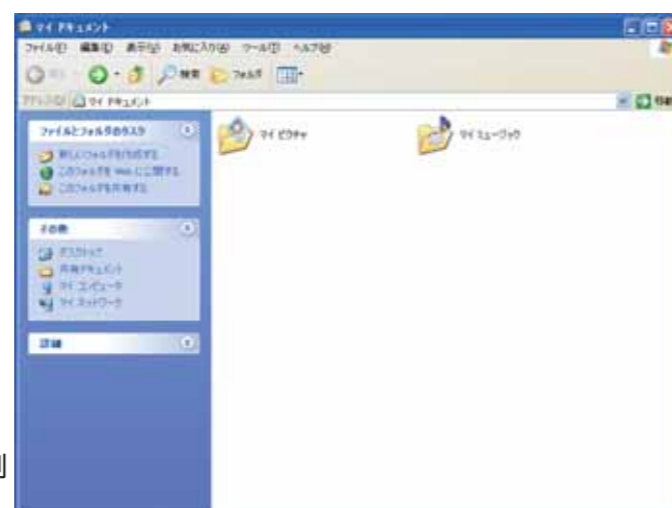 マイ ドキュメント
ファイル(F) 編集(E) 表示(V) お気に入り(A) ツール(T) ヘルプ(H)
検索 フォルダ
アドレス(D) マイ ドキュメント 移動
ファイルとフォルダのタスク
新しいフォルダを作成する
このフォルダを Web に公開する
このフォルダを共有する
その他
デスクトップ
共有ドキュメント
マイ コンピュータ
マイ ネットワーク
詳細
マイ ピクチャ
マイ ミュージック